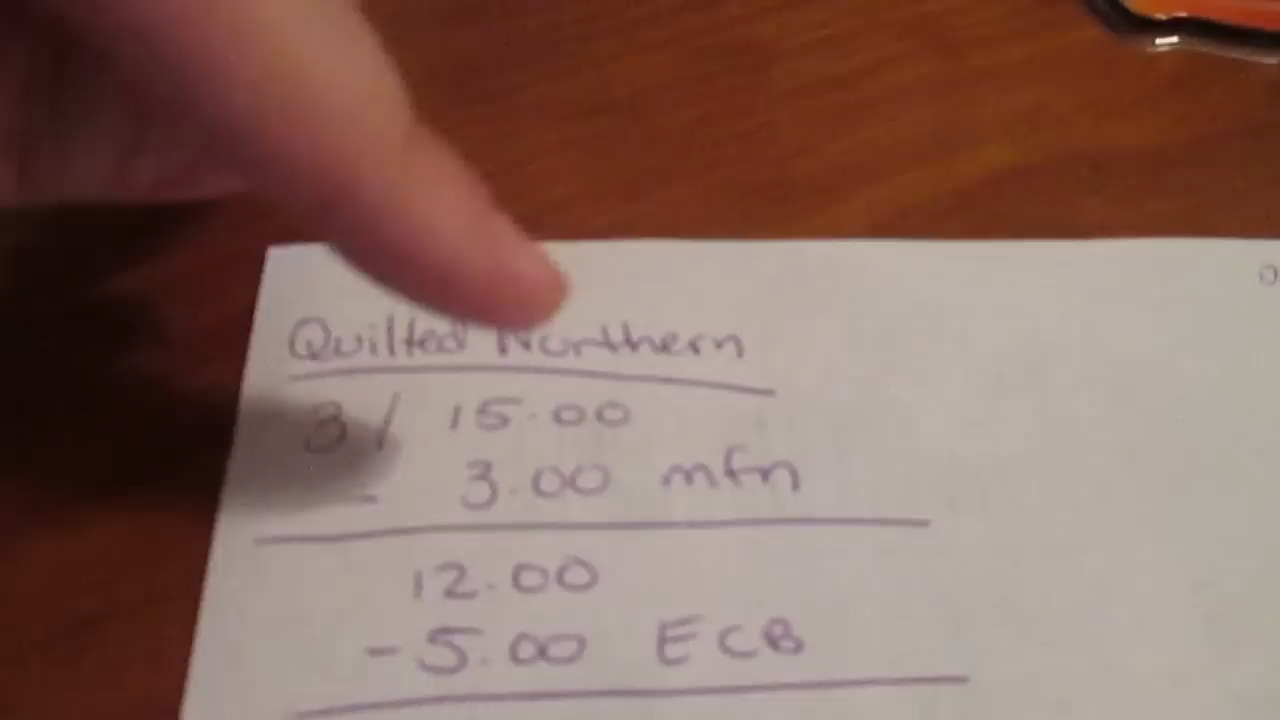 Quilted Northern
3/ 15.00
- 3.00 mfn
12.00
- 5.00 ECB